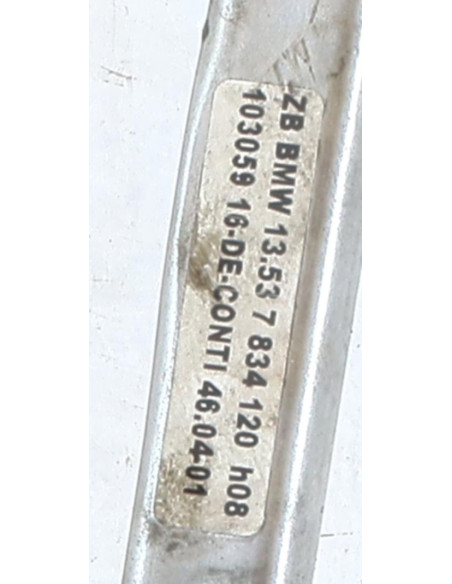 ZB BMW 13.53 7 834 120 h08
103059 16-DE-CONTI 46.04-01